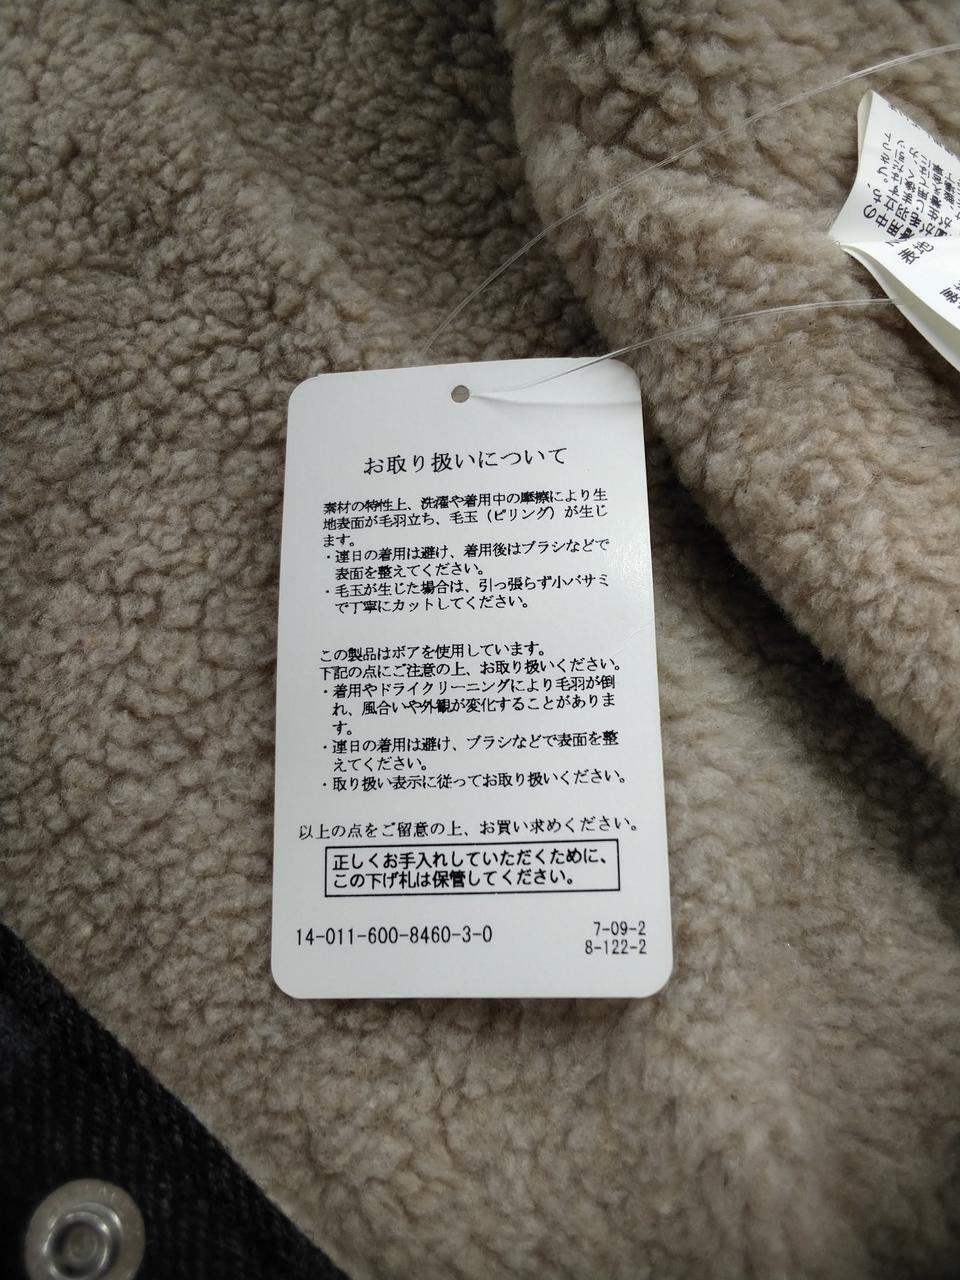 お取り扱いについて
素材の特性上、洗濯や着用中の摩擦により生
地表面が毛羽立ち、毛玉（ピリング）が生じ
ます。
・連日の着用は避け、着用後はブラシなどで
表面を整えてください。
・毛玉が生じた場合は、引っ張らず小バサミ
で丁寧にカットしてください。
この製品はボアを使用しています。
下記の点にご注意の上、お取り扱いください。
・着用やドライクリーニングにより毛羽が倒
れ、風合いや外観が変化することがありま
す。
・連日の着用は避け、ブラシなどで表面を整
えてください。
・取り扱い表示に従ってお取り扱いください。
以上の点をご留意の上、お買い求めください。
正しくお手入れしていただくために、
この下げ札は保管してください。
14-011-600-8460-3-0
7-09-2
8-122-2
表地